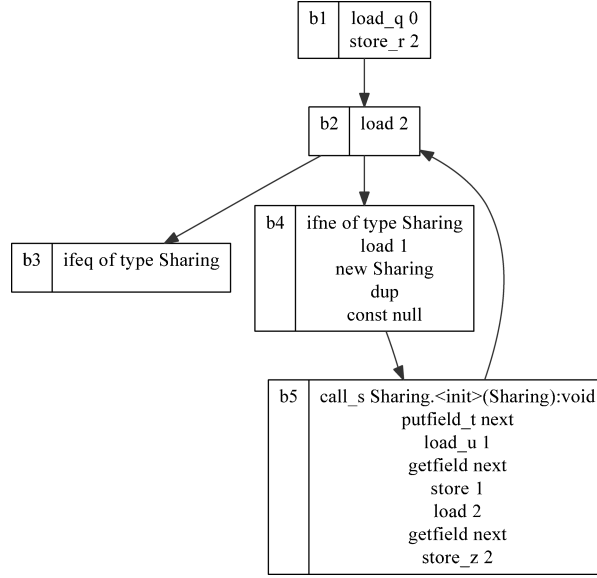 b1
load_q 0
store_r 2
b2
load 2
b4
ifne of type Sharing
load 1
new Sharing
dup
const null
b3
ifeq of type Sharing
b5
call_s Sharing.<init>(Sharing):void
putfield_t next
load_u 1
getfield next
store 1
load 2
getfield next
store_z 2